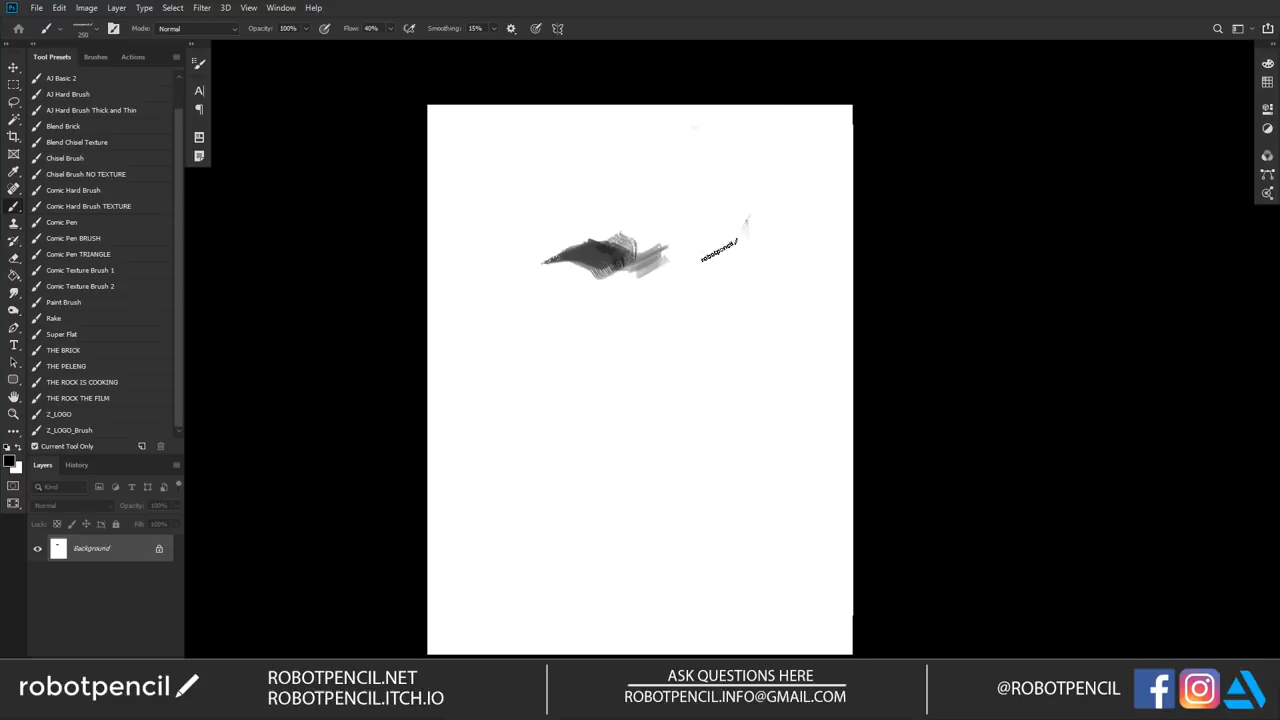 Ps File Edit Image Layer Type Select Filter 3D View Window Help
250 Mode: Normal Opacity: 100% Flow: 40% Smoothing: 15%
Tool Presets Brushes Actions
AJ Basic 2
AJ Hard Brush
AJ Hard Brush Thick and Thin
Blend Brick
Blend Chisel Texture
Chisel Brush
Chisel Brush NO TEXTURE
Comic Hard Brush
Comic Hard Brush TEXTURE
Comic Pen
Comic Pen BRUSH
Comic Pen TRIANGLE
Comic Texture Brush 1
Comic Texture Brush 2
Paint Brush
Rake
Super Flat
THE BRICK
THE PELENG
THE ROCK IS COOKING
THE ROCK THE FILM
Z_LOGO
Z_LOGO_Brush
Current Tool Only
Layers History
Kind
Normal Opacity: 100%
Lock: Fill: 100%
Background
robotpencil
robotpencil
ROBOTPENCIL.NET
ROBOTPENCIL.ITCH.IO
ASK QUESTIONS HERE
ROBOTPENCIL.INFO@GMAIL.COM
@ROBOTPENCIL